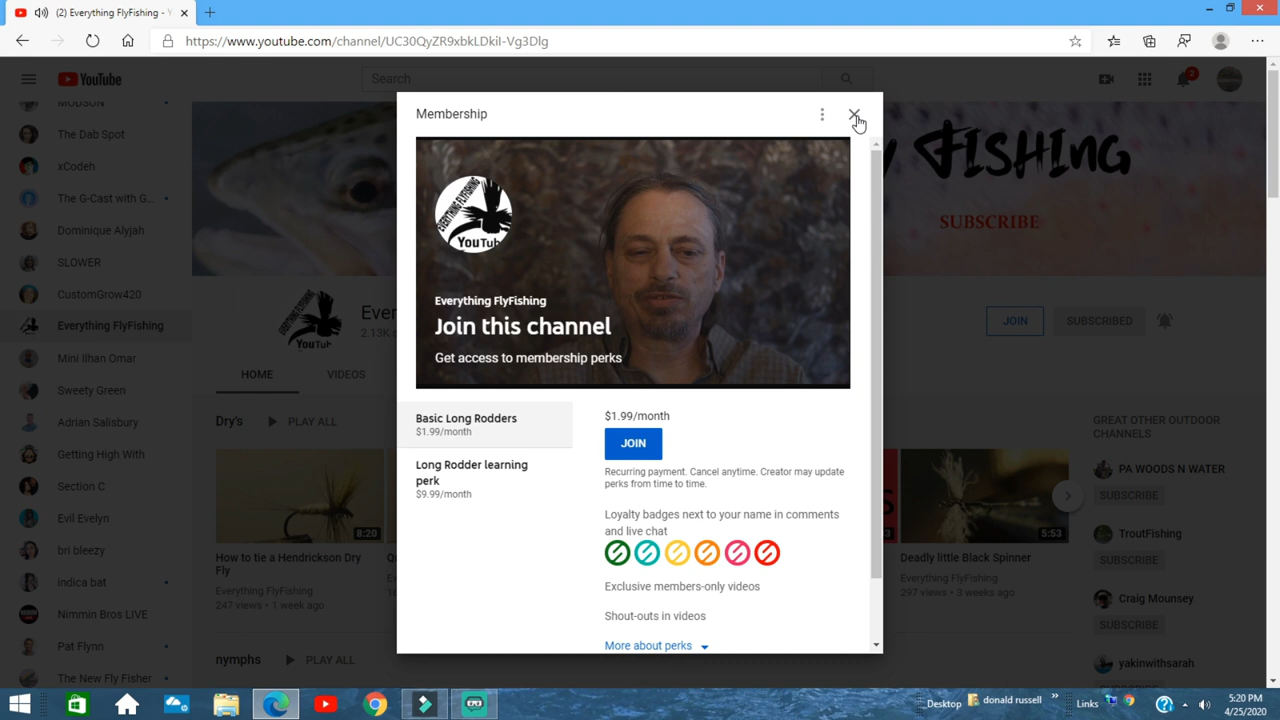 (2) Everything FlyFishing - Y
https://www.youtube.com/channel/UC30QyZR9xbkLDkiI-Vg3Dlg
YouTube
Search
2
MODSUN
The Dab Spot
xCodeh
The G-Cast with G...
Dominique Alyjah
SLOWER
CustomGrow420
Everything FlyFishing
Mini Ilhan Omar
Sweety Green
Adrian Salisbury
Getting High With
Section C
Evil Evelyn
bri bleezy
indica bat
Nimmin Bros LIVE
Pat Flynn
The New Fly Fisher
FISHING
SUBSCRIBE
2.13K
JOIN
SUBSCRIBED
HOME
VIDEOS
Dry's
PLAY ALL
8:20
How to tie a Hendrickson Dry
Fly
Everything FlyFishing
247 views • 1 week ago
nymphs
PLAY ALL
Membership
EVERYTHING FLYFISHING
YouTub
Everything FlyFishing
Join this channel
Get access to membership perks
Basic Long Rodders
$1.99/month
Long Rodder learning
perk
$9.99/month
$1.99/month
JOIN
Recurring payment. Cancel anytime. Creator may update
perks from time to time.
Loyalty badges next to your name in comments
and live chat
Exclusive members-only videos
Shout-outs in videos
More about perks
5:53
Deadly little Black Spinner
Everything FlyFishing
297 views • 3 weeks ago
GREAT OTHER OUTDOOR
CHANNELS
PA WOODS N WATER
SUBSCRIBE
TroutFishing
SUBSCRIBE
Craig Mounsey
SUBSCRIBE
yakinwithsarah
Desktop
donald russell
Links
5:20 PM
4/25/2020